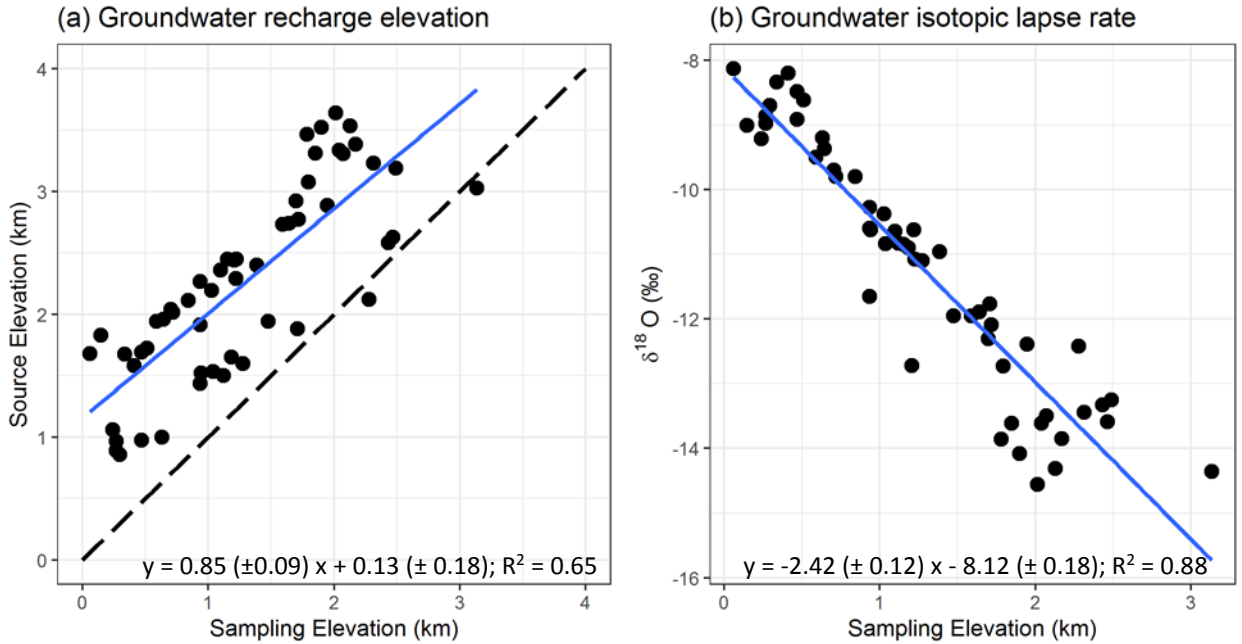 (a) Groundwater recharge elevation
4
3
2
1
0
Source Elevation (km)
y = 0.85 (±0.09) x + 0.13 (± 0.18); R² = 0.65
0 1 2 3 4
Sampling Elevation (km)
(b) Groundwater isotopic lapse rate
-8
-10
-12
-14
-16
δ¹⁸ O (‰)
y = -2.42 (± 0.12) x - 8.12 (± 0.18); R² = 0.88
0 1 2 3
Sampling Elevation (km)